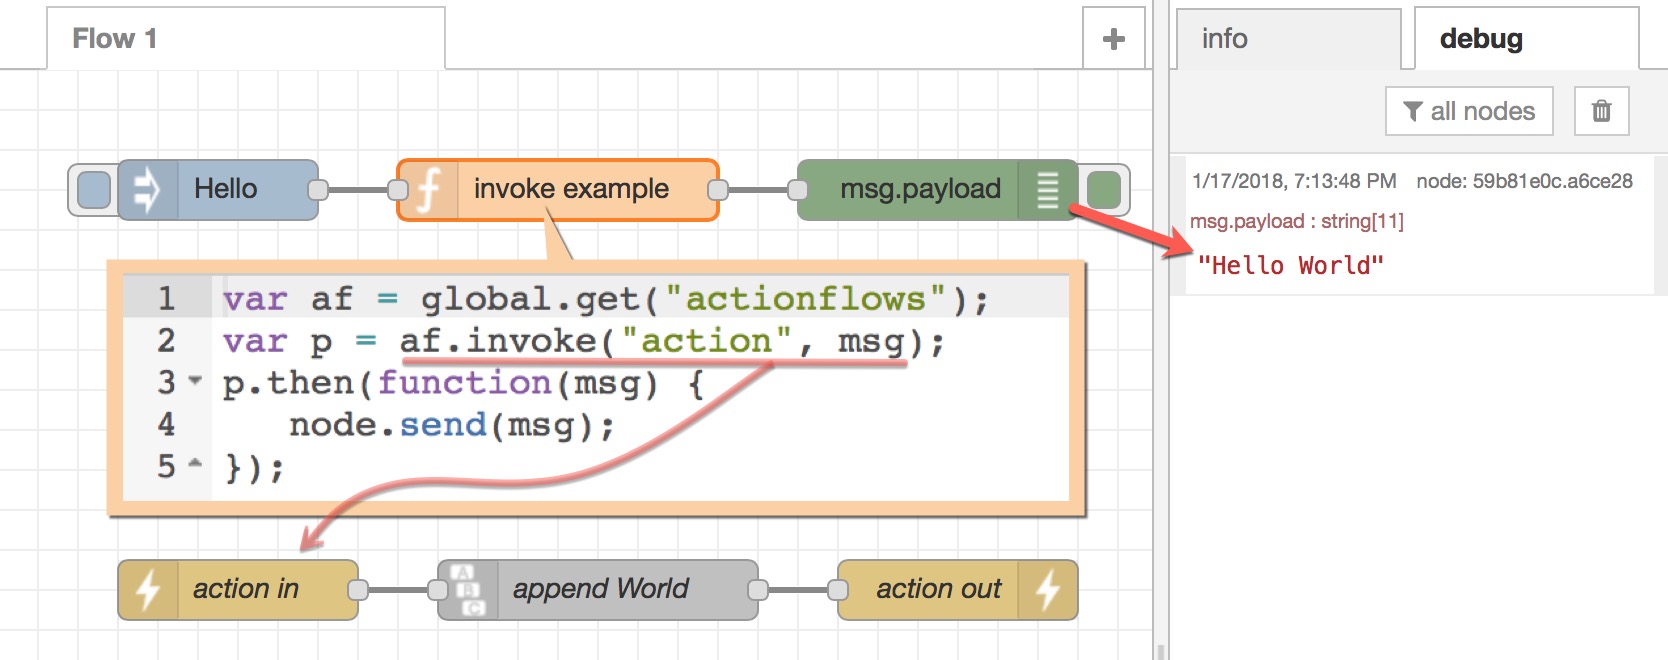 Flow 1
+
info
debug
all nodes
Hello
invoke example
msg.payload
1/17/2018, 7:13:48 PM node: 59b81e0c.a6ce28
msg.payload : string[11]
"Hello World"
1 var af = global.get("actionflows");
2 var p = af.invoke("action", msg);
3 p.then(function(msg) {
4 node.send(msg);
5 });
action in
A
B
C
append World
action out